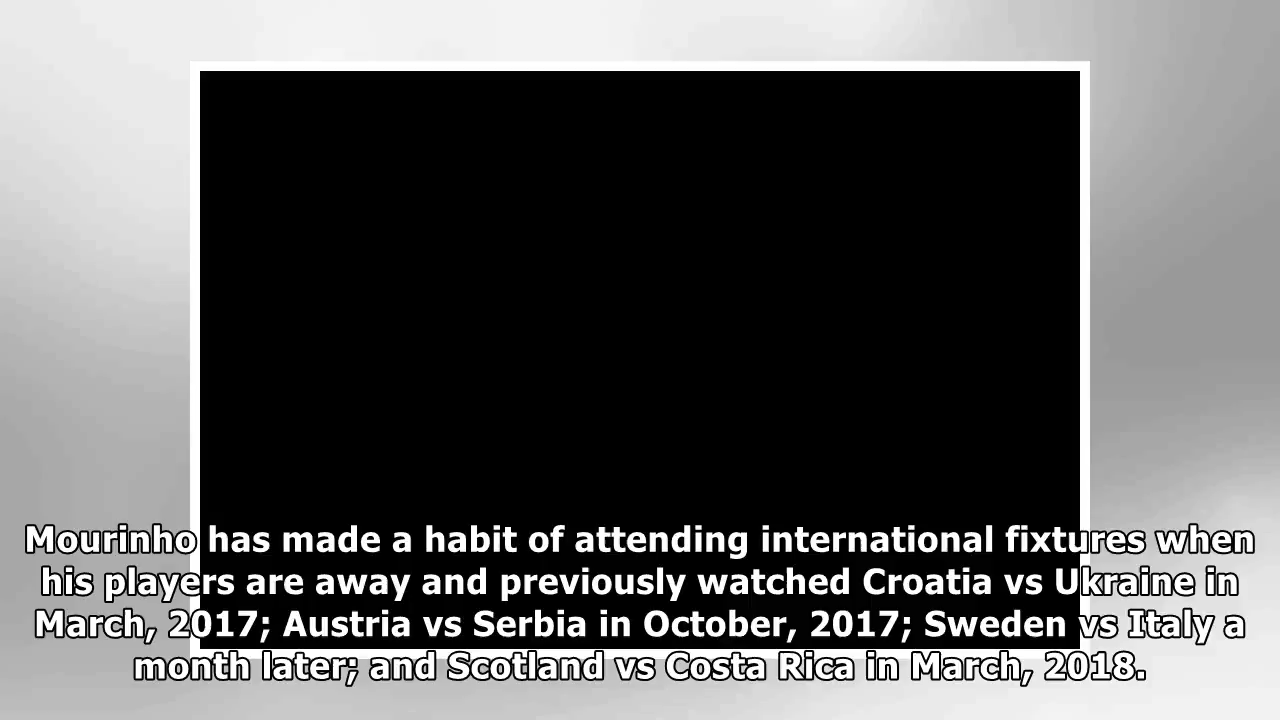 Mourinho has made a habit of attending international fixtures when
his players are away and previously watched Croatia vs Ukraine in
March, 2017; Austria vs Serbia in October, 2017; Sweden vs Italy a
month later; and Scotland vs Costa Rica in March, 2018.